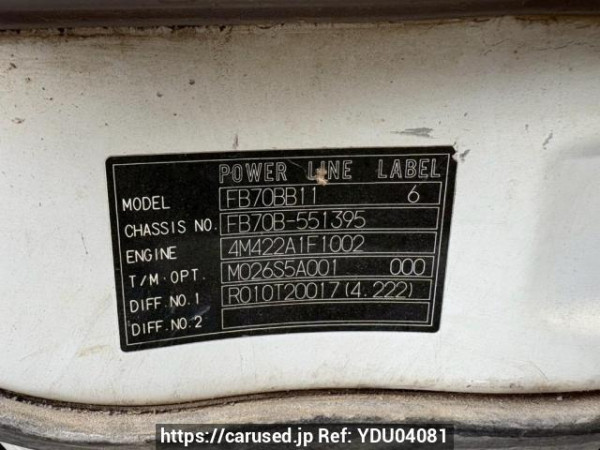 POWER LINE LABEL
MODEL FB70BB11 6
CHASSIS NO. FB70B-551395
ENGINE 4M422A1F1002
T/M·OPT. M026S5A001 000
DIFF.NO.1 R010T20017(4.222)
DIFF.NO.2
https://carused.jp Ref: YDU04081